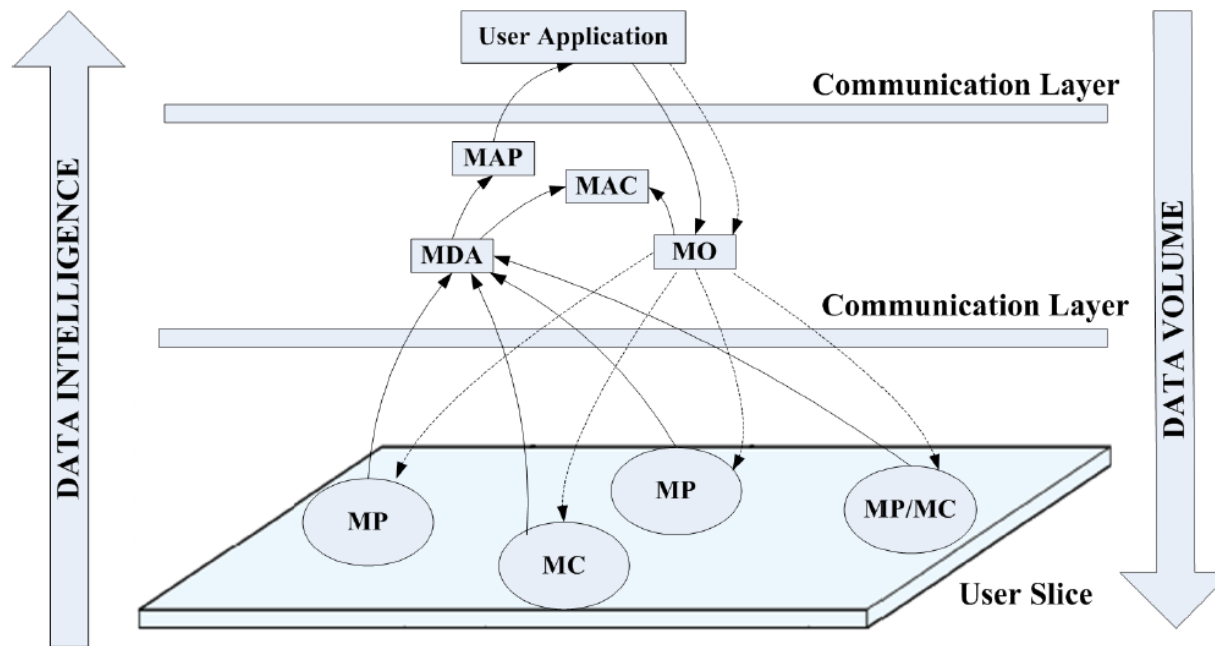 User Application
Communication Layer
MAP
MAC
MDA
MO
Communication Layer
MP
MC
MP
MP/MC
User Slice
DATA INTELLIGENCE
DATA VOLUME